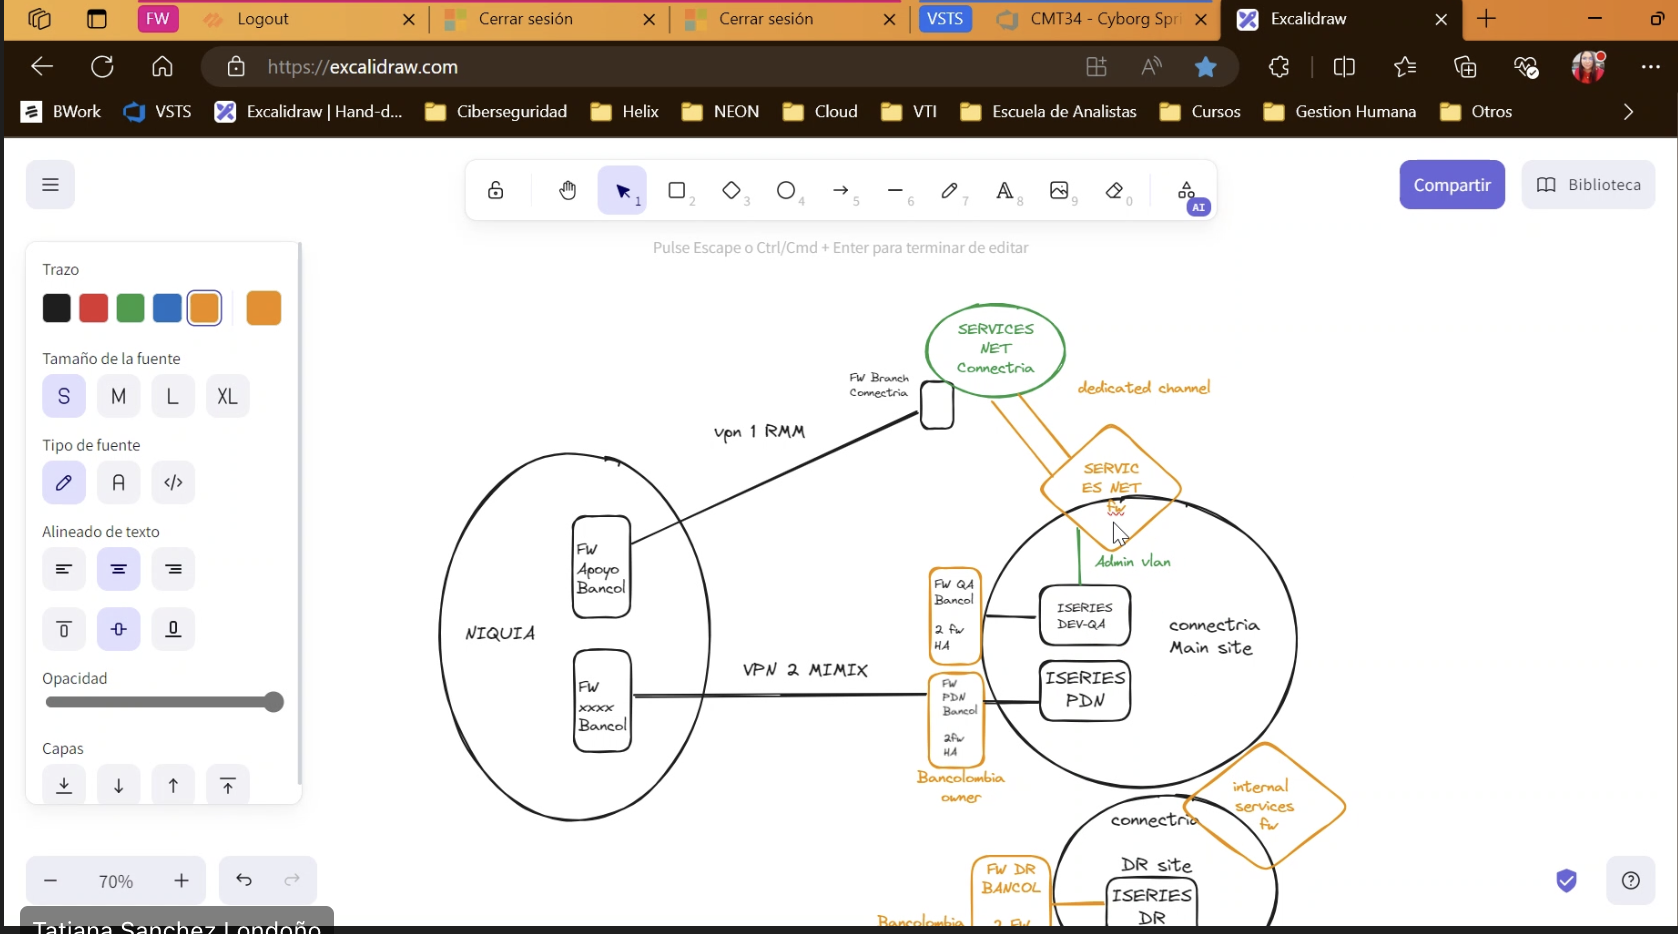 FW
Logout
Cerrar sesión
Cerrar sesión
VSTS
CMT34 - Cyborg Spri
Excalidraw
https://excalidraw.com
BWork
VSTS
Excalidraw | Hand-d...
Ciberseguridad
Helix
NEON
Cloud
VTI
Escuela de Analistas
Cursos
Gestion Humana
Otros
1
2
3
4
5
6
7
A 8
9
0
AI
Compartir
Biblioteca
Pulse Escape o Ctrl/Cmd + Enter para terminar de editar
Trazo
Tamaño de la fuente
S
M
L
XL
Tipo de fuente
A
</>
Alineado de texto
Opacidad
Capas
70%
Tatiana Sanchez Londoño
SERVICES
NET
Connectria
FW Branch
Connectria
dedicated channel
vpn 1 RMM
SERVIC
ES NET
fw
Admin vlan
FW
Apoyo
Bancol
NIQUIA
FW
xxxx
Bancol
VPN 2 MIMIX
FW QA
Bancol
2 fw
HA
ISERIES
DEV-QA
connectria
Main site
FW
PDN
Bancol
2fw
HA
ISERIES
PDN
Bancolombia
owner
internal
services
fw
connectria
DR site
FW DR
BANCOL
2 FW
ISERIES
DR
Bancolombia